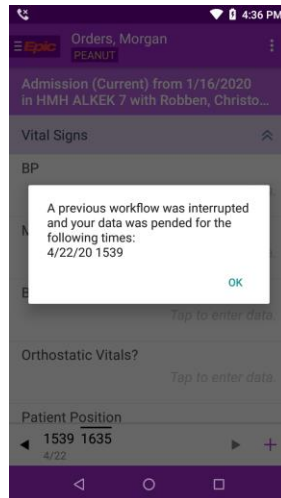 4:36 PM
Epic
Orders, Morgan
PEANUT
Admission (Current) from 1/16/2020
in HMH ALKEK 7 with Robben, Christo...
Vital Signs
BP
A previous workflow was interrupted
and your data was pended for the
following times:
4/22/20 1539
OK
Tap to enter data.
Orthostatic Vitals?
Tap to enter data.
Patient Position
1539 1635
4/22